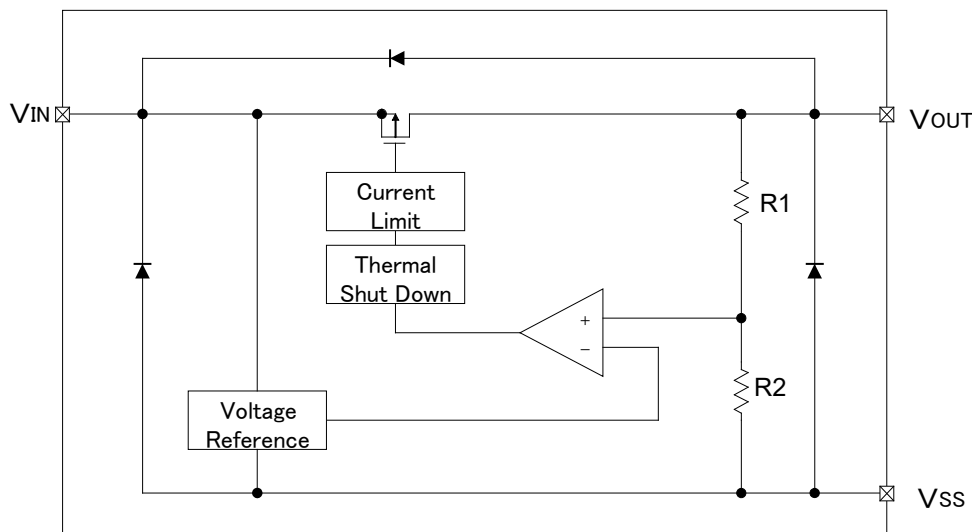 VIN
VOUT
Current
Limit
R1
Thermal
Shut Down
+
−
R2
Voltage
Reference
VSS